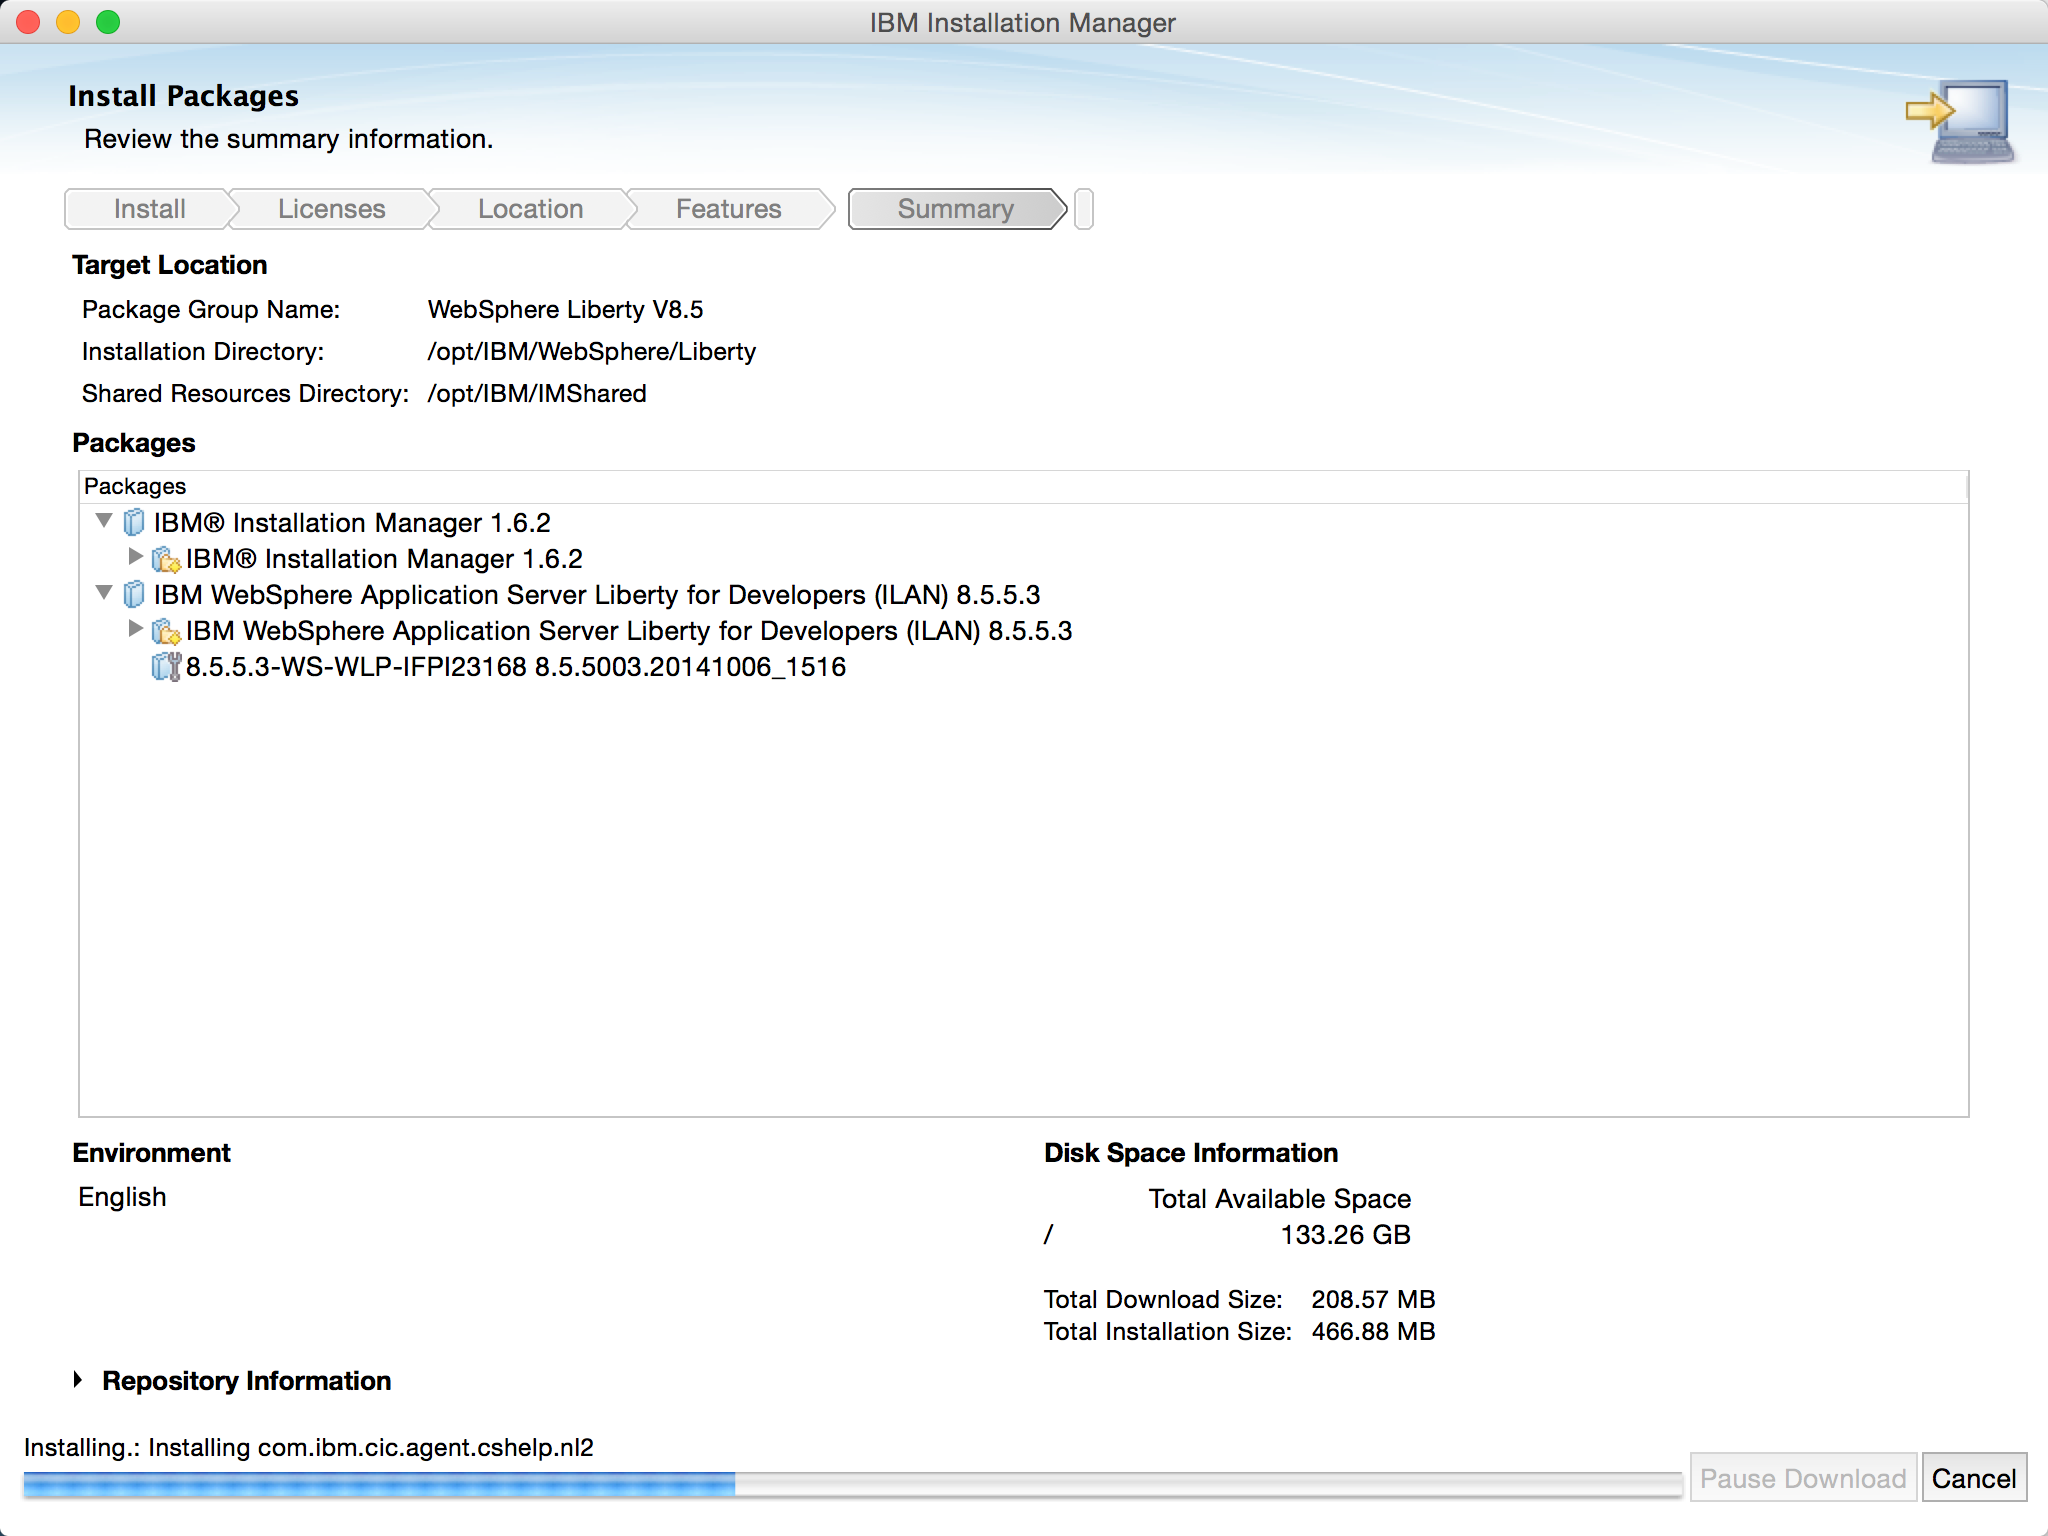 IBM Installation Manager
Install Packages
Review the summary information.
Install Licenses Location Features Summary
Target Location
Package Group Name: WebSphere Liberty V8.5
Installation Directory: /opt/IBM/WebSphere/Liberty
Shared Resources Directory: /opt/IBM/IMShared
Packages
Packages
IBM® Installation Manager 1.6.2
IBM® Installation Manager 1.6.2
IBM WebSphere Application Server Liberty for Developers (ILAN) 8.5.5.3
IBM WebSphere Application Server Liberty for Developers (ILAN) 8.5.5.3
8.5.5.3-WS-WLP-IFPI23168 8.5.5003.20141006_1516
Environment
English
Disk Space Information
Total Available Space
/ 133.26 GB
Total Download Size: 208.57 MB
Total Installation Size: 466.88 MB
Repository Information
Installing.: Installing com.ibm.cic.agent.cshelp.nl2
Pause Download Cancel